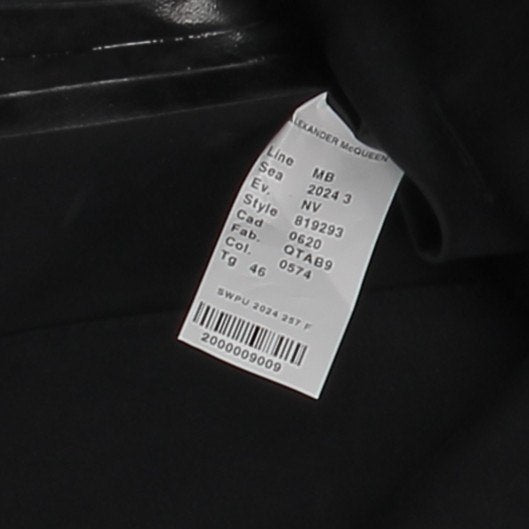 ALEXANDER McQUEEN
Line MB
Sea 2024 3
Ev. NV
Style 819293
Cad 0620
Fab. QTAB9
Col. 0574
Tg 46
SWPU 2024 257 F
2000009009